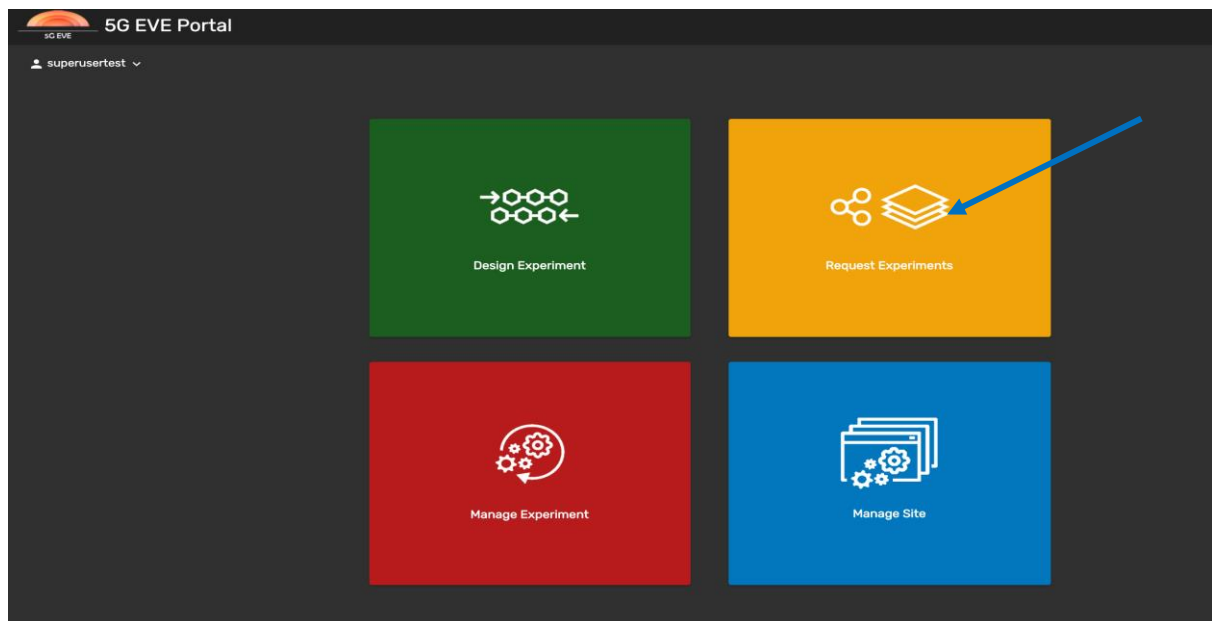 5G EVE Portal
5G EVE
superusertest
Design Experiment
Request Experiments
Manage Experiment
Manage Site